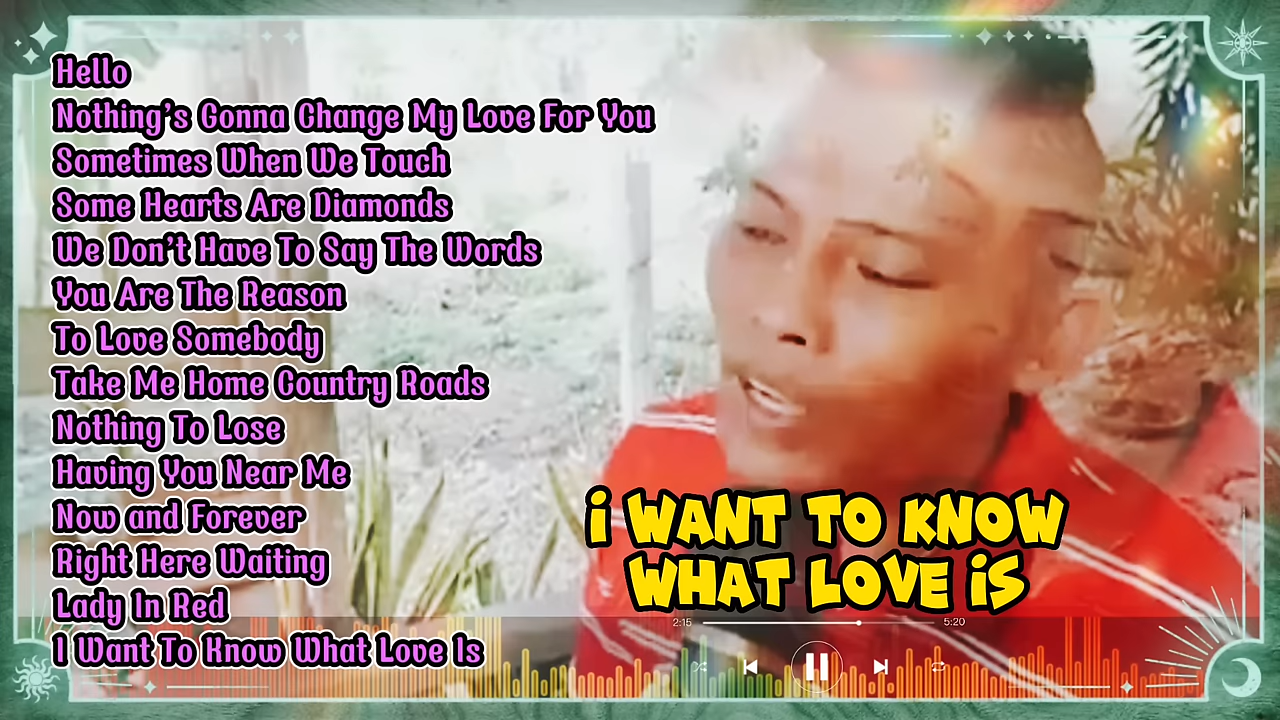 Hello
Nothing's Gonna Change My Love For You
Sometimes When We Touch
Some Hearts Are Diamonds
We Don't Have To Say The Words
You Are The Reason
To Love Somebody
Take Me Home Country Roads
Nothing To Lose
Having You Near Me
Now and Forever
Right Here Waiting
Lady In Red
I Want To Know What Love Is
i WANT TO KNOW
WHAT LOVE iS
2:15 5:20